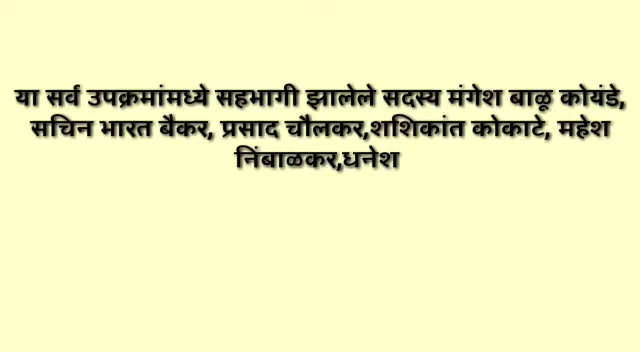 या सर्व उपक्रमांमध्ये सहभागी झालेले सदस्य मंगेश बाळू कोयंडे,
सचिन भारत बैकर, प्रसाद चौलकर,शशिकांत कोकाटे, महेश
निंबाळकर,धनेश